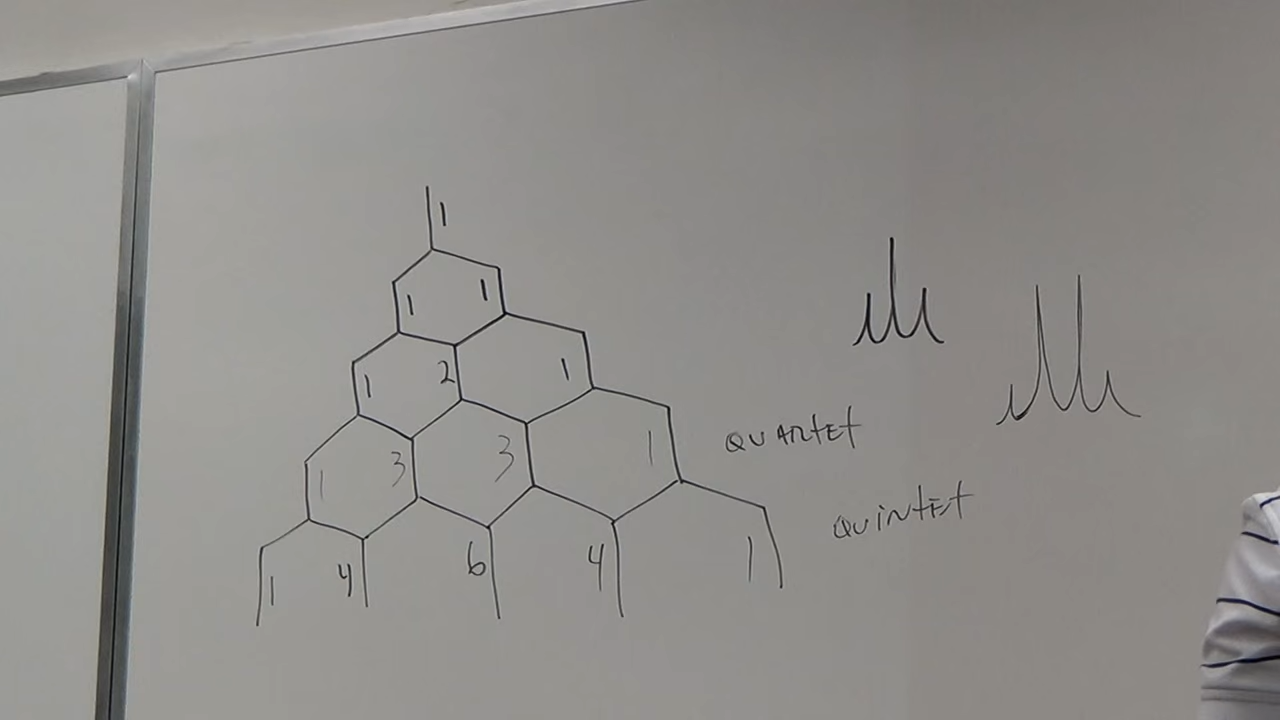 1
1 1
1 2 1
1 3 3 1 QUARTET
1 4 6 4 1 QUINTET